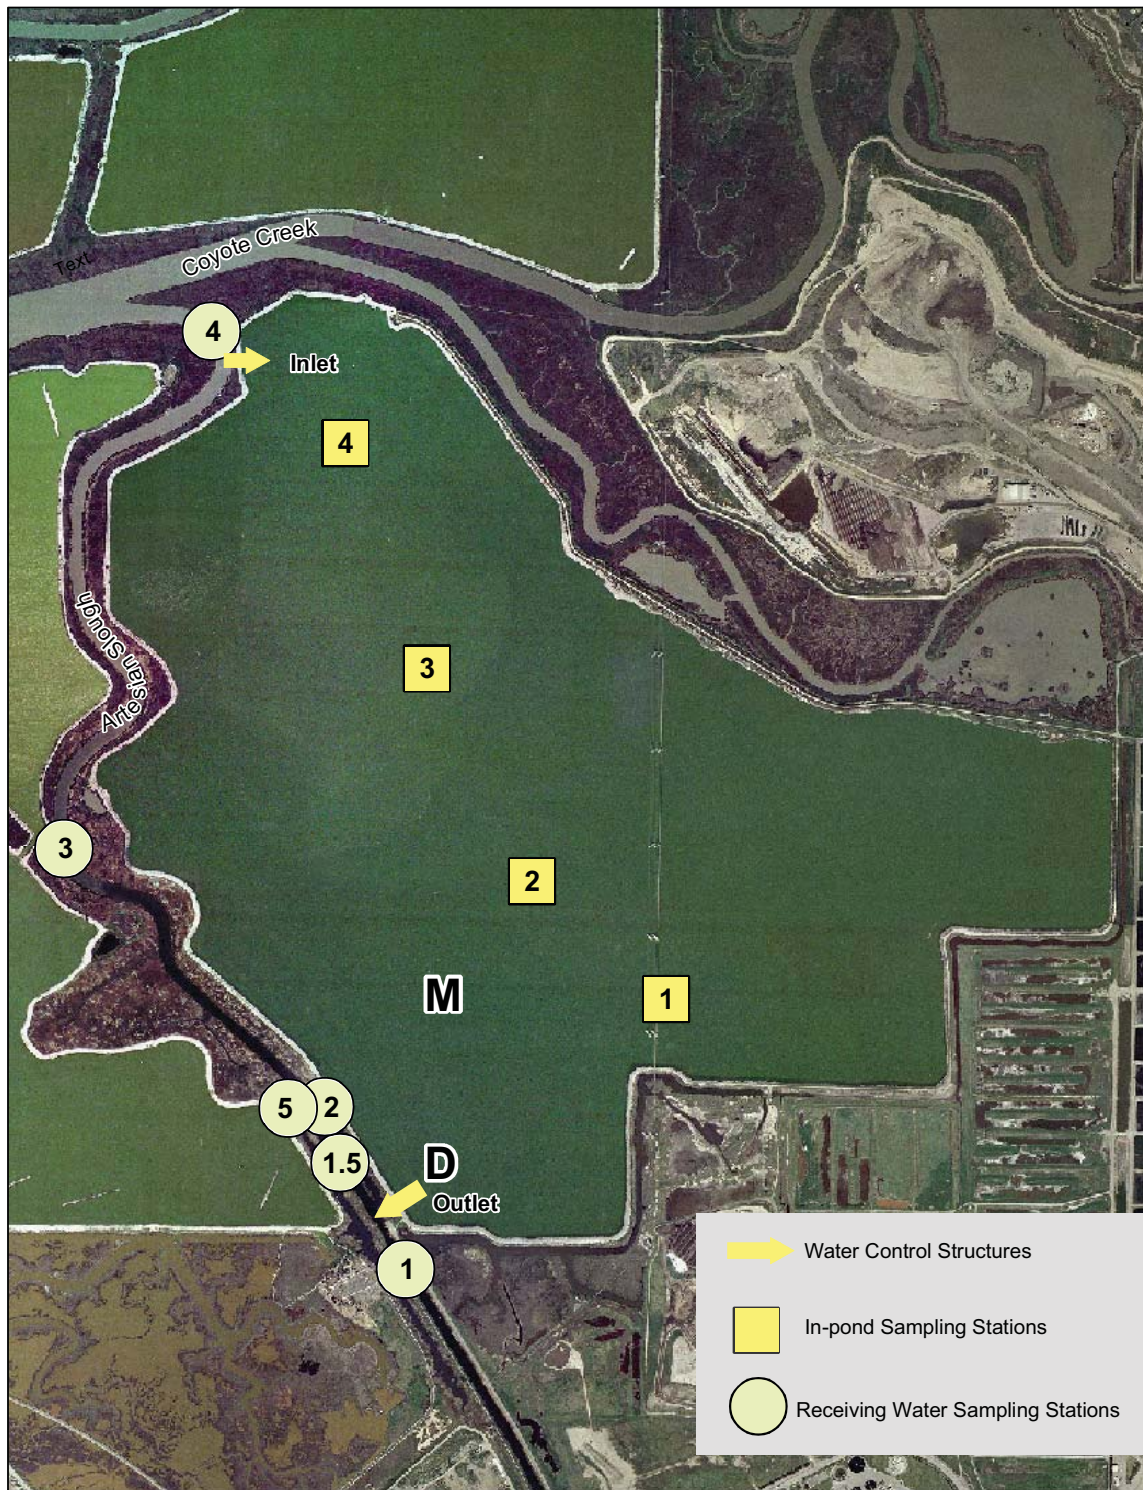 Coyote Creek
Text
4
Inlet
4
Artesian Slough
3
3
2
M
1
5
2
1.5
D
Outlet
1
Water Control Structures
In-pond Sampling Stations
Receiving Water Sampling Stations